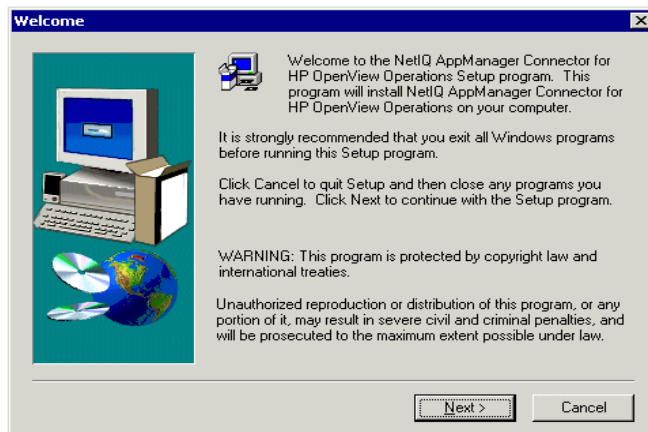 Welcome
Welcome to the NetIQ AppManager Connector for
HP OpenView Operations Setup program. This
program will install NetIQ AppManager Connector for
HP OpenView Operations on your computer.
It is strongly recommended that you exit all Windows programs
before running this Setup program.
Click Cancel to quit Setup and then close any programs you
have running. Click Next to continue with the Setup program.
WARNING: This program is protected by copyright law and
international treaties.
Unauthorized reproduction or distribution of this program, or any
portion of it, may result in severe civil and criminal penalties, and
will be prosecuted to the maximum extent possible under law.
Next > Cancel